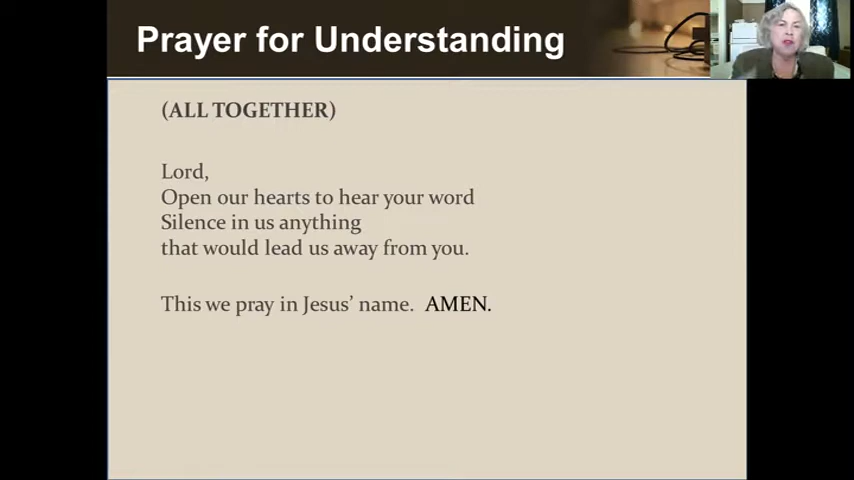 Prayer for Understanding
(ALL TOGETHER)
Lord,
Open our hearts to hear your word
Silence in us anything
that would lead us away from you.
This we pray in Jesus’ name. AMEN.